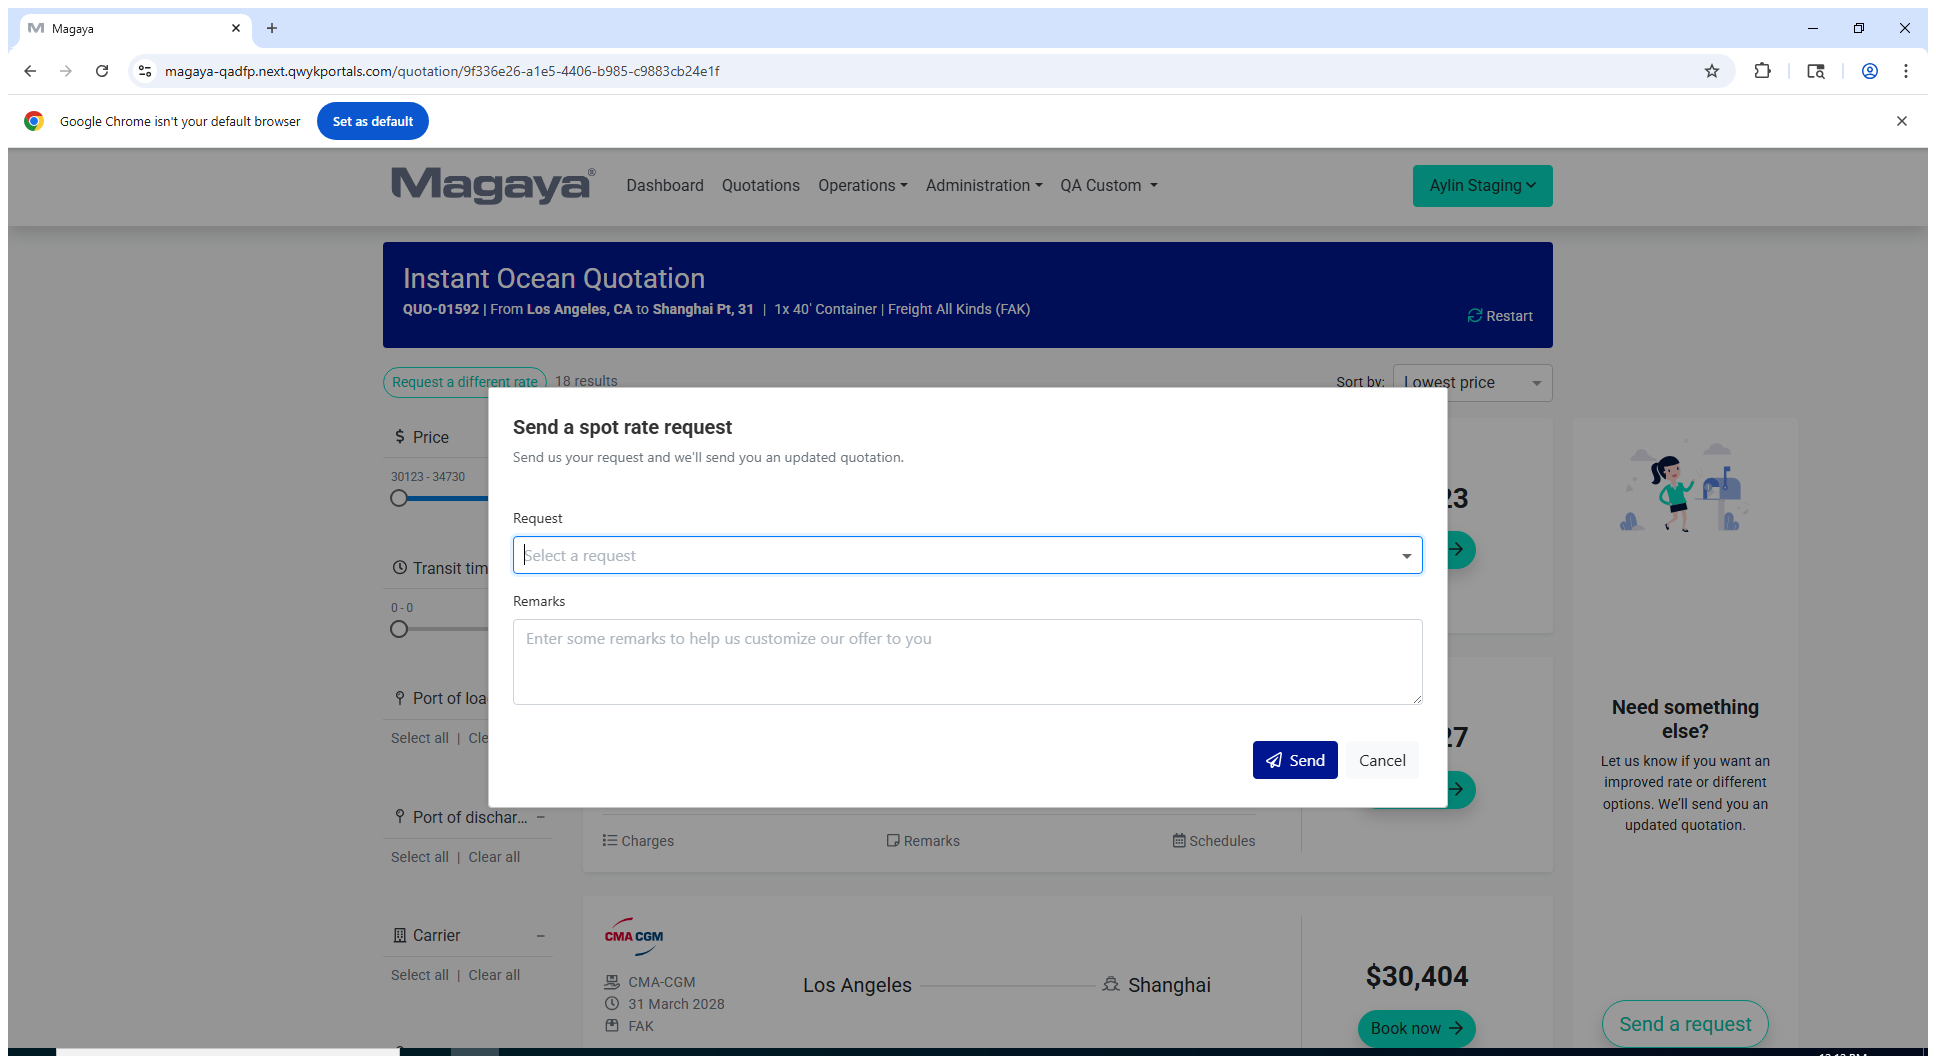 Magaya
magaya-qadfp.next.qwykportals.com/quotation/9f336e26-a1e5-4406-b985-c9883cb24e1f
Google Chrome isn't your default browser
Set as default
Magaya®
Dashboard
Quotations
Operations
Administration
QA Custom
Aylin Staging
Instant Ocean Quotation
QUO-01592 | From Los Angeles, CA to Shanghai Pt, 31 | 1x 40' Container | Freight All Kinds (FAK)
Restart
Request a different rate
18 results
Sort by:
Lowest price
Send a spot rate request
Send us your request and we'll send you an updated quotation.
Request
Select a request
Remarks
Enter some remarks to help us customize our offer to you
Send
Cancel
Price
30123 - 34730
Transit tim
0 - 0
Port of loa
Select all | Cle
Port of dischar...
Select all | Clear all
Carrier
Select all | Clear all
23
27
Charges
Remarks
Schedules
CMA CGM
CMA-CGM
31 March 2028
FAK
Los Angeles
Shanghai
$30,404
Book now
Need something
else?
Let us know if you want an
improved rate or different
options. We'll send you an
updated quotation.
Send a request